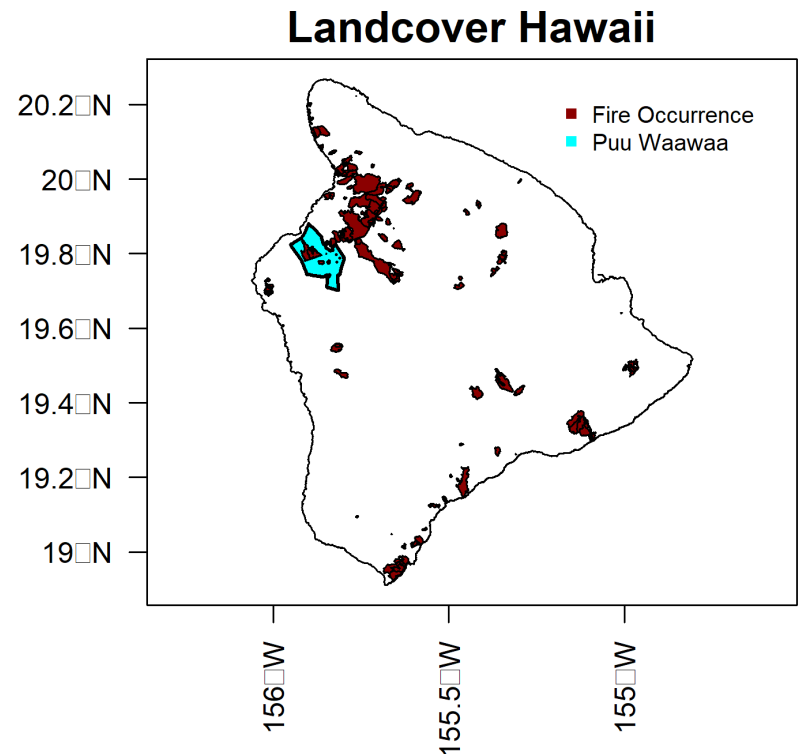 Landcover Hawaii
Fire Occurrence
Puu Waawaa
20.2□N
20□N
19.8□N
19.6□N
19.4□N
19.2□N
19□N
156□W
155.5□W
155□W